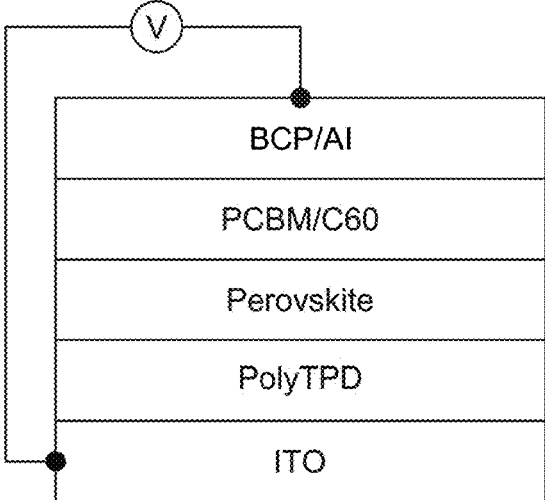 V
BCP/Al
PCBM/C60
Perovskite
PolyTPD
ITO